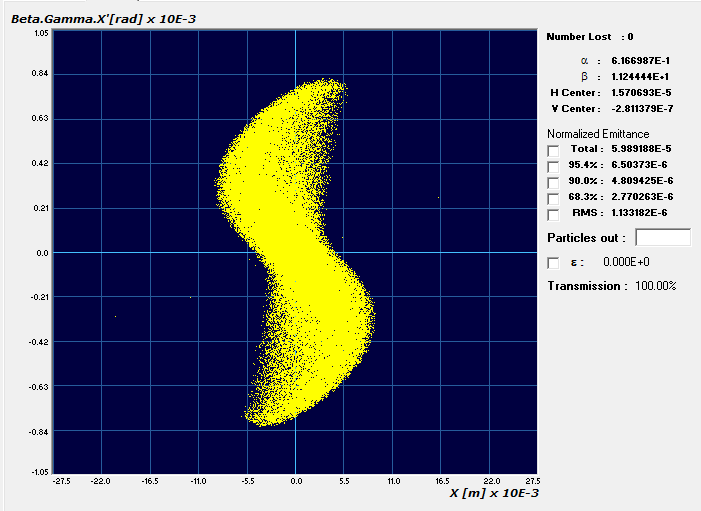 Beta.Gamma.X'[rad] x 10E-3
1.05
0.84
0.63
0.42
0.21
0.0
-0.21
-0.42
-0.63
-0.84
-1.05
-27.5 -22.0 -16.5 -11.0 -5.5 0.0 5.5 11.0 16.5 22.0 27.5
X [m] x 10E-3
Number Lost : 0
α : 6.166987E-1
β : 1.124444E+1
H Center : 1.570693E-5
V Center : -2.811379E-7
Normalized Emittance
Total : 5.989188E-5
95.4% : 6.50373E-6
90.0% : 4.809425E-6
68.3% : 2.770263E-6
RMS : 1.133182E-6
Particles out :
ε : 0.000E+0
Transmission : 100.00%